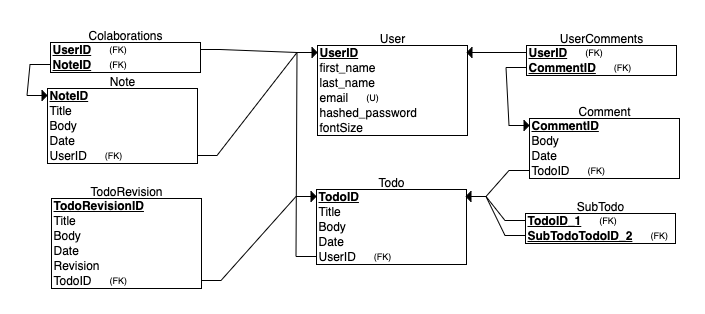 Colaborations
UserID (FK)
NoteID (FK)
Note
NoteID
Title
Body
Date
UserID (FK)
TodoRevision
TodoRevisionID
Title
Body
Date
Revision
TodoID (FK)
User
UserID
first_name
last_name
email (U)
hashed_password
fontSize
Todo
TodoID
Title
Body
Date
UserID (FK)
UserComments
UserID (FK)
CommentID (FK)
Comment
CommentID
Body
Date
TodoID (FK)
SubTodo
TodoID_1 (FK)
SubTodoTodoID_2 (FK)